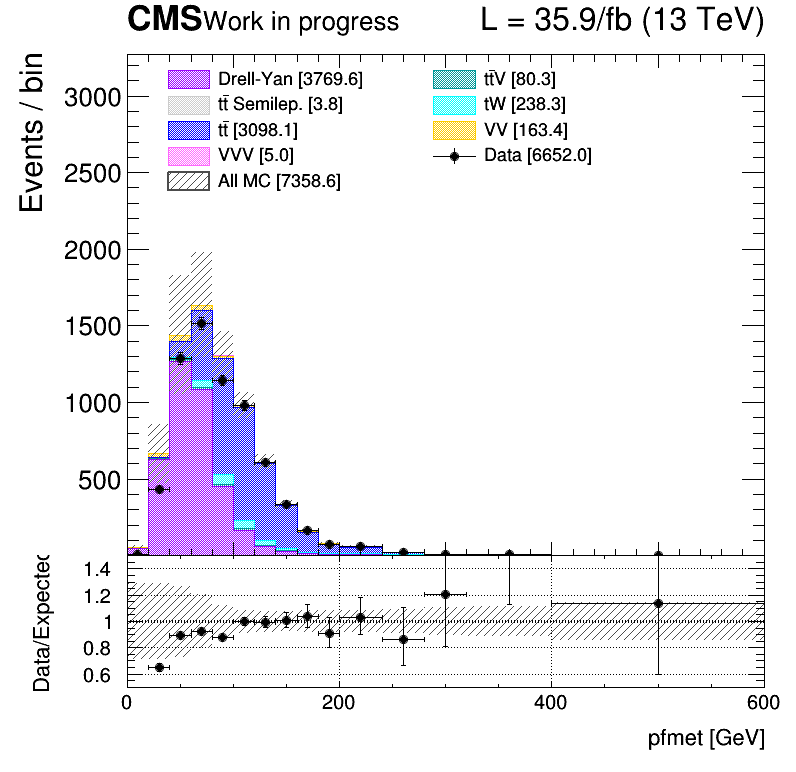 CMS Work in progress L = 35.9/fb (13 TeV)
Events / bin
3000
2500
2000
1500
1000
500
Drell-Yan [3769.6]
tt̄ Semilep. [3.8]
tt̄ [3098.1]
VVV [5.0]
All MC [7358.6]
tt̄V [80.3]
tW [238.3]
VV [163.4]
Data [6652.0]
Data/Expected
1.4
1.2
1
0.8
0.6
0 200 400 600
pfmet [GeV]